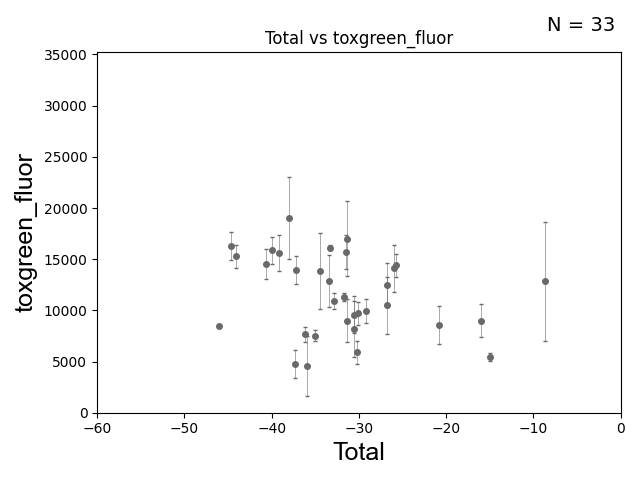 N = 33
Total vs toxgreen_fluor
35000
30000
25000
20000
15000
10000
5000
0
toxgreen_fluor
−60 −50 −40 −30 −20 −10 0
Total